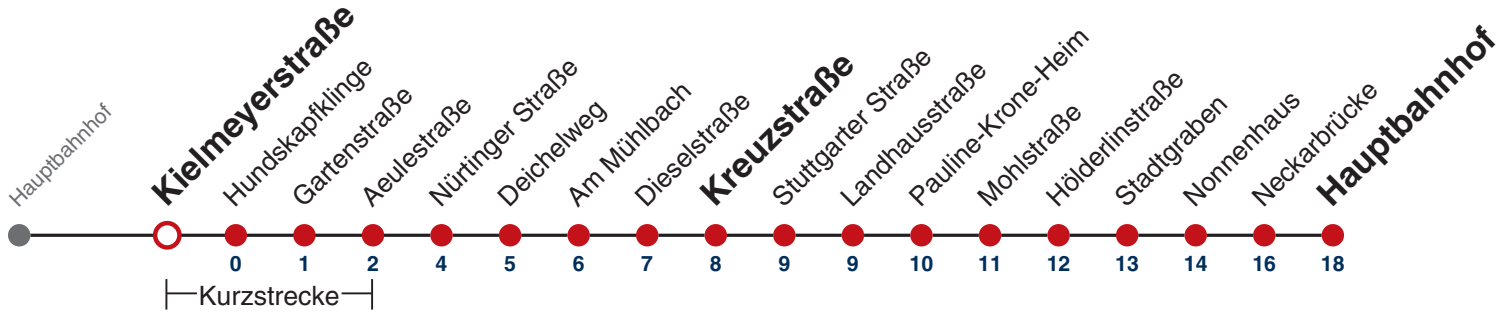 Hauptbahnhof
Kielmeyerstraße
Hundskapfklinge
Gartenstraße
Aeulestraße
Nürtinger Straße
Deichelweg
Am Mühlbach
Dieselstraße
Kreuzstraße
Stuttgarter Straße
Landhausstraße
Pauline-Krone-Heim
Mohlstraße
Hölderlinstraße
Stadtgraben
Nonnenhaus
Neckarbrücke
Hauptbahnhof
0 1 2 4 5 6 7 8 9 9 10 11 12 13 14 16 18
Kurzstrecke